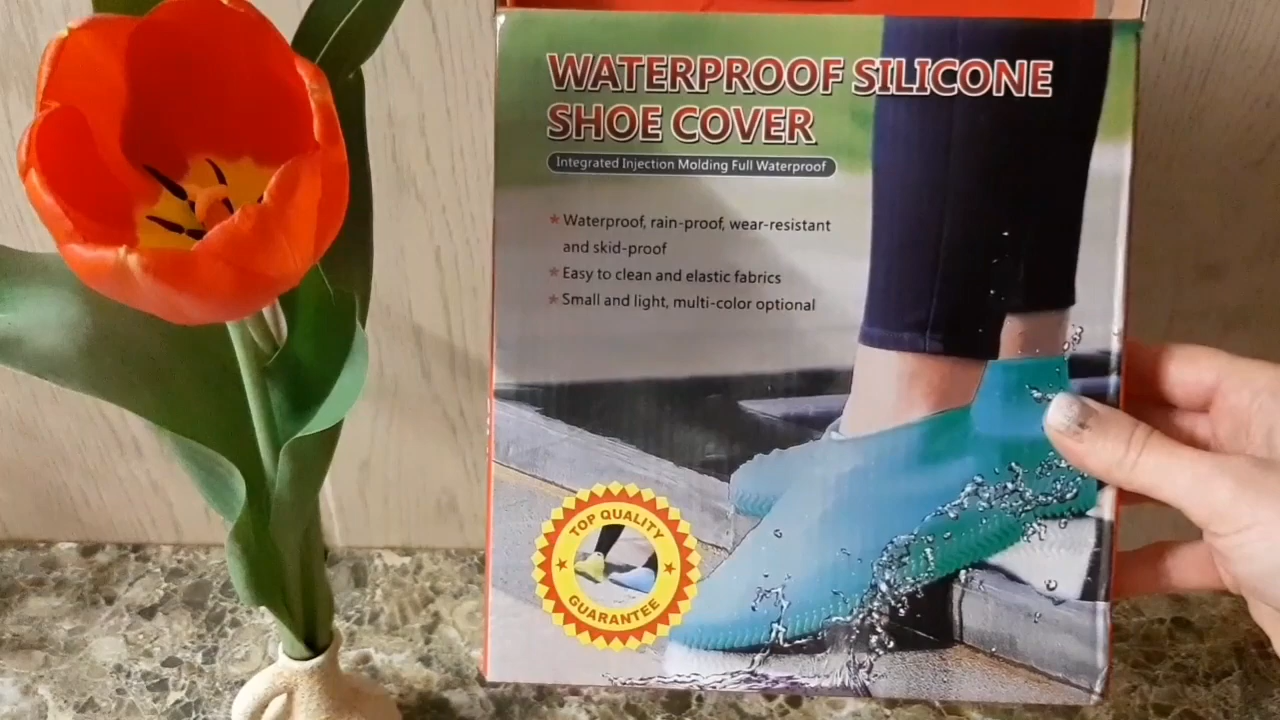 WATERPROOF SILICONE
SHOE COVER
Integrated Injection Molding Full Waterproof
* Waterproof, rain-proof, wear-resistant
and skid-proof
* Easy to clean and elastic fabrics
* Small and light, multi-color optional
TOP QUALITY
GUARANTEE